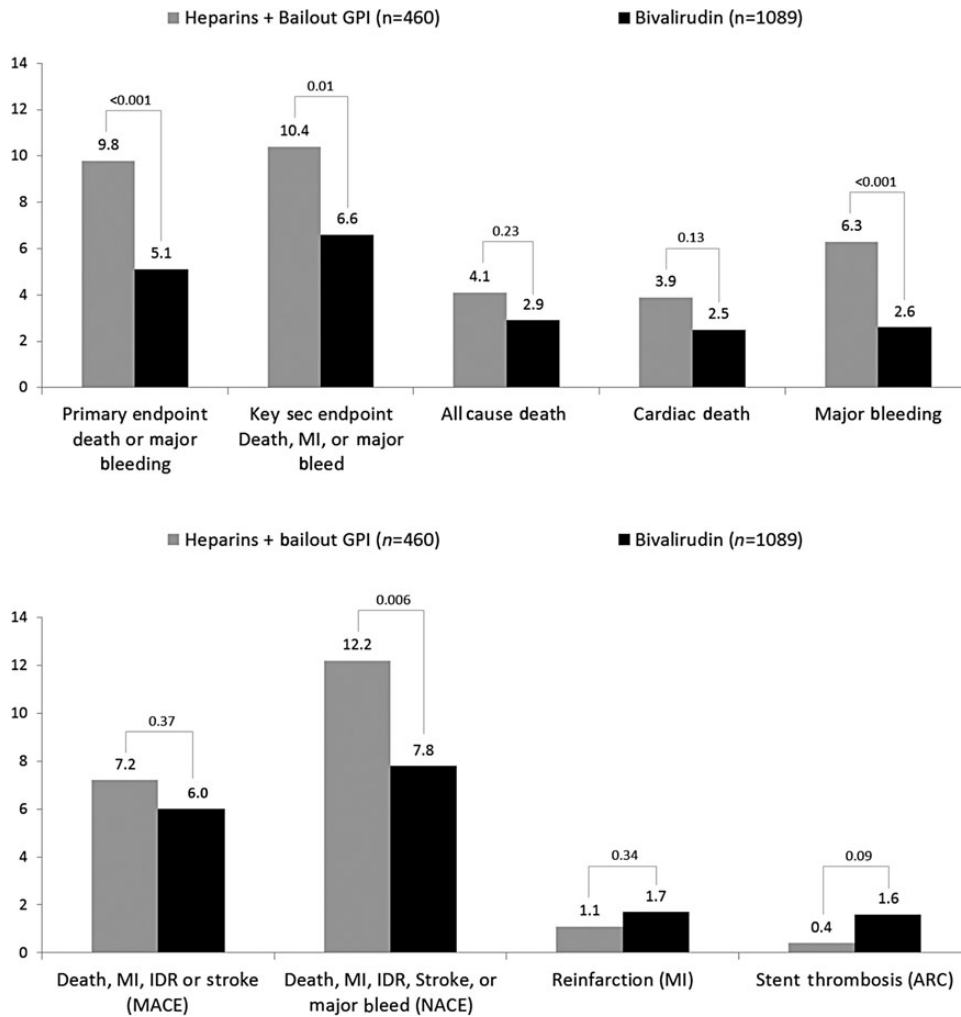 Heparins + Bailout GPI (n=460) Bivalirudin (n=1089)
14
12
10
8
6
4
2
0
<0.001
9.8
5.1
0.01
10.4
6.6
0.23
4.1
2.9
0.13
3.9
2.5
<0.001
6.3
2.6
Primary endpoint
death or major
bleeding
Key sec endpoint
Death, MI, or major
bleed
All cause death
Cardiac death
Major bleeding
Heparins + bailout GPI (n=460) Bivalirudin (n=1089)
14
12
10
8
6
4
2
0
0.37
7.2
6.0
0.006
12.2
7.8
0.34
1.1
1.7
0.09
0.4
1.6
Death, MI, IDR or stroke
(MACE)
Death, MI, IDR, Stroke, or
major bleed (NACE)
Reinfarction (MI)
Stent thrombosis (ARC)